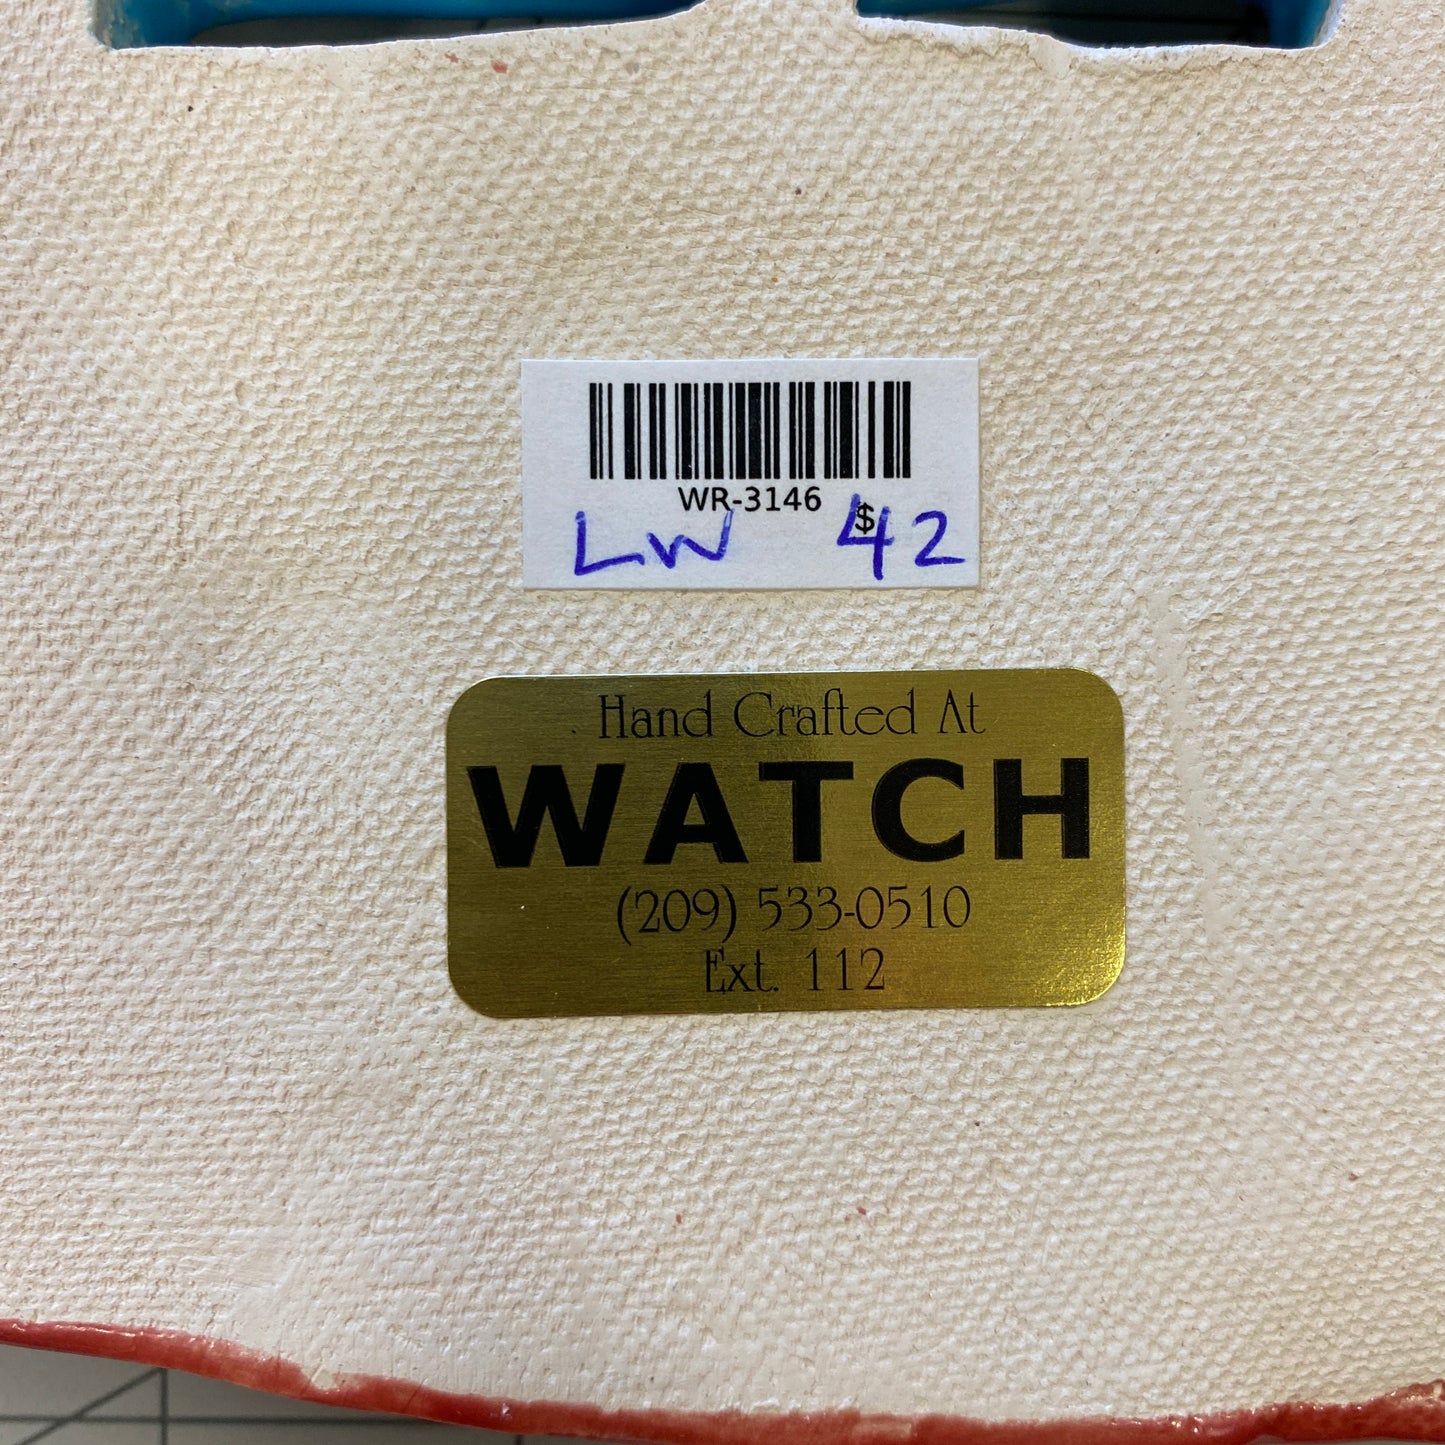 WR-3146
LW $42
Hand Crafted At
WATCH
(209) 533-0510
Ext. 112